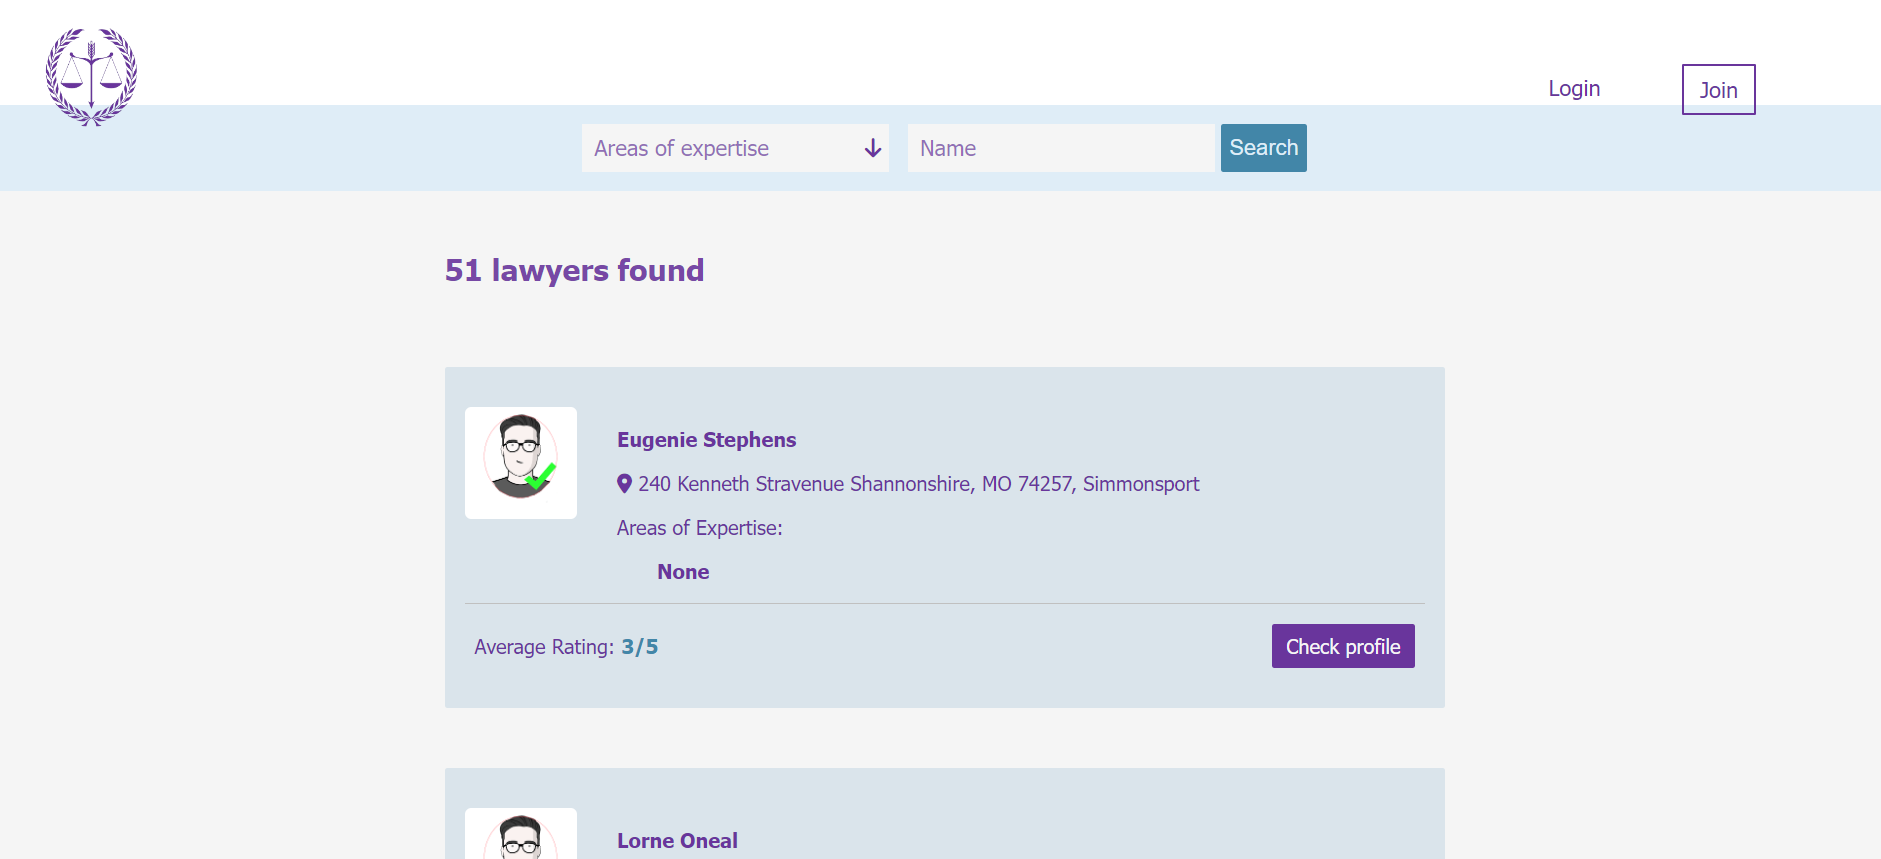 Login
Join
Areas of expertise
Name
Search
51 lawyers found
Eugenie Stephens
240 Kenneth Stravenue Shannonshire, MO 74257, Simmonsport
Areas of Expertise:
None
Average Rating: 3/5
Check profile
Lorne Oneal